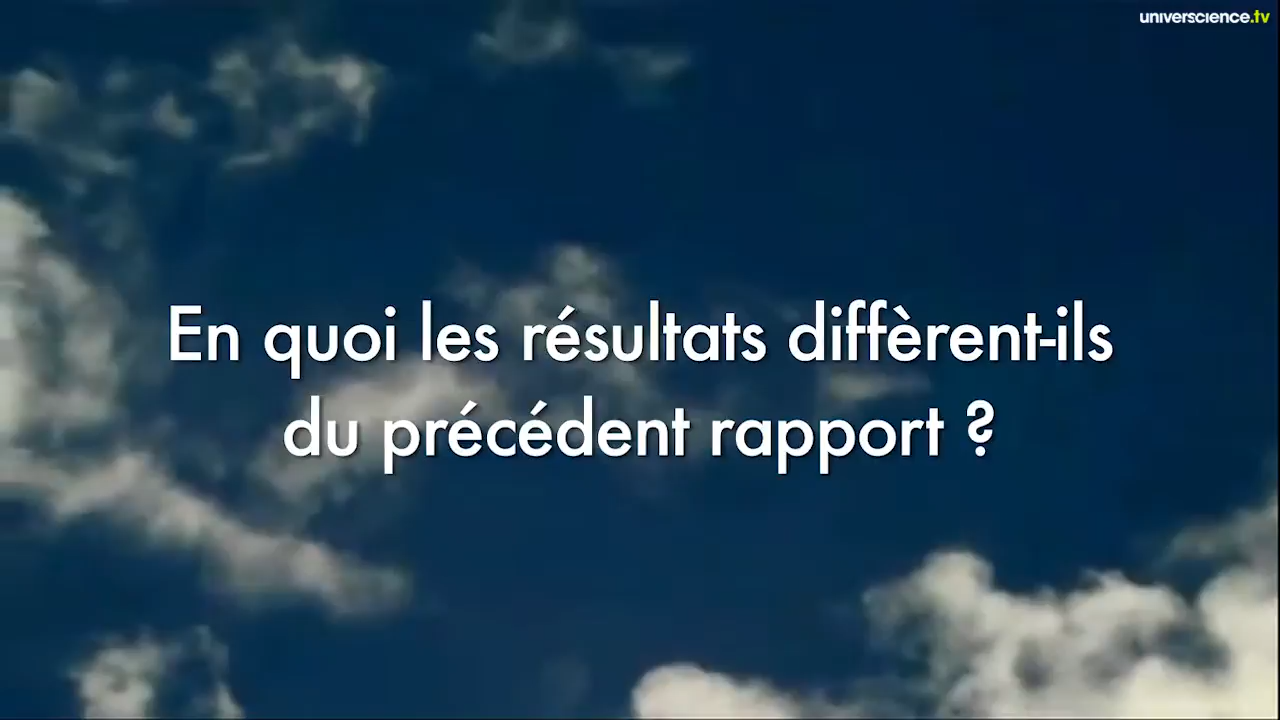 universcience.tv
En quoi les résultats diffèrent-ils
du précédent rapport ?